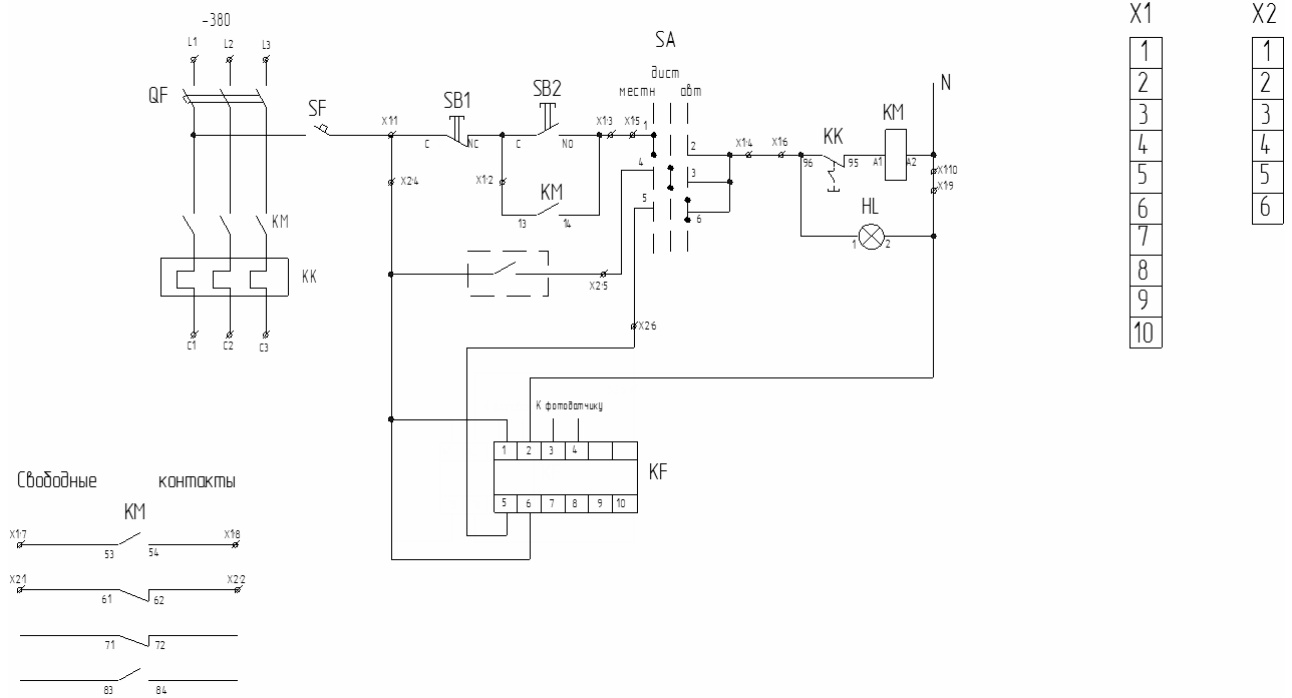 -380
L1 L2 L3
QF
SF
X1:1
SB1
C NC
SB2
C NO
X1:3 X1:5
SA
дист
местн авт
1
2
4
3
5
6
X1:4 X1:6
KK
96 95
KM
A1 A2
N
X1:10
X1:9
X2:4
X1:2
KM
13 14
HL
1 2
KM
KK
X2:5
X2:6
C1 C2 C3
К фотодатчику
1 2 3 4
KF
5 6 7 8 9 10
Свободные контакты
KM
X1:7 X1:8
53 54
X2:1 X2:2
61 62
71 72
83 84
X1
1
2
3
4
5
6
7
8
9
10
X2
1
2
3
4
5
6